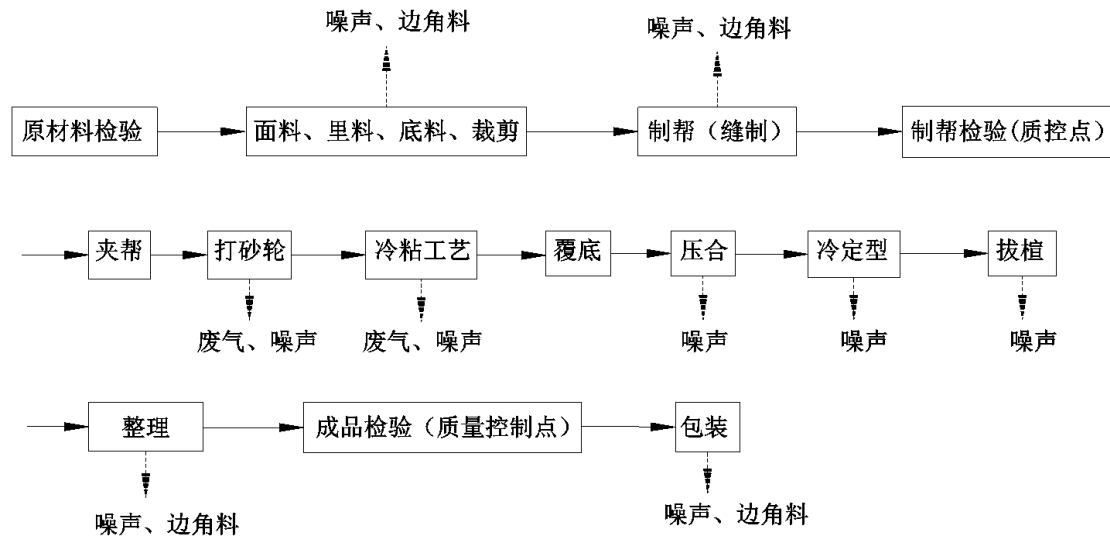 噪声、边角料
噪声、边角料
原材料检验
面料、里料、底料、裁剪
制帮（缝制）
制帮检验(质控点）
夹帮
打砂轮
冷粘工艺
覆底
压合
冷定型
拔楦
废气、噪声
废气、噪声
噪声
噪声
噪声
整理
成品检验（质量控制点）
包装
噪声、边角料
噪声、边角料